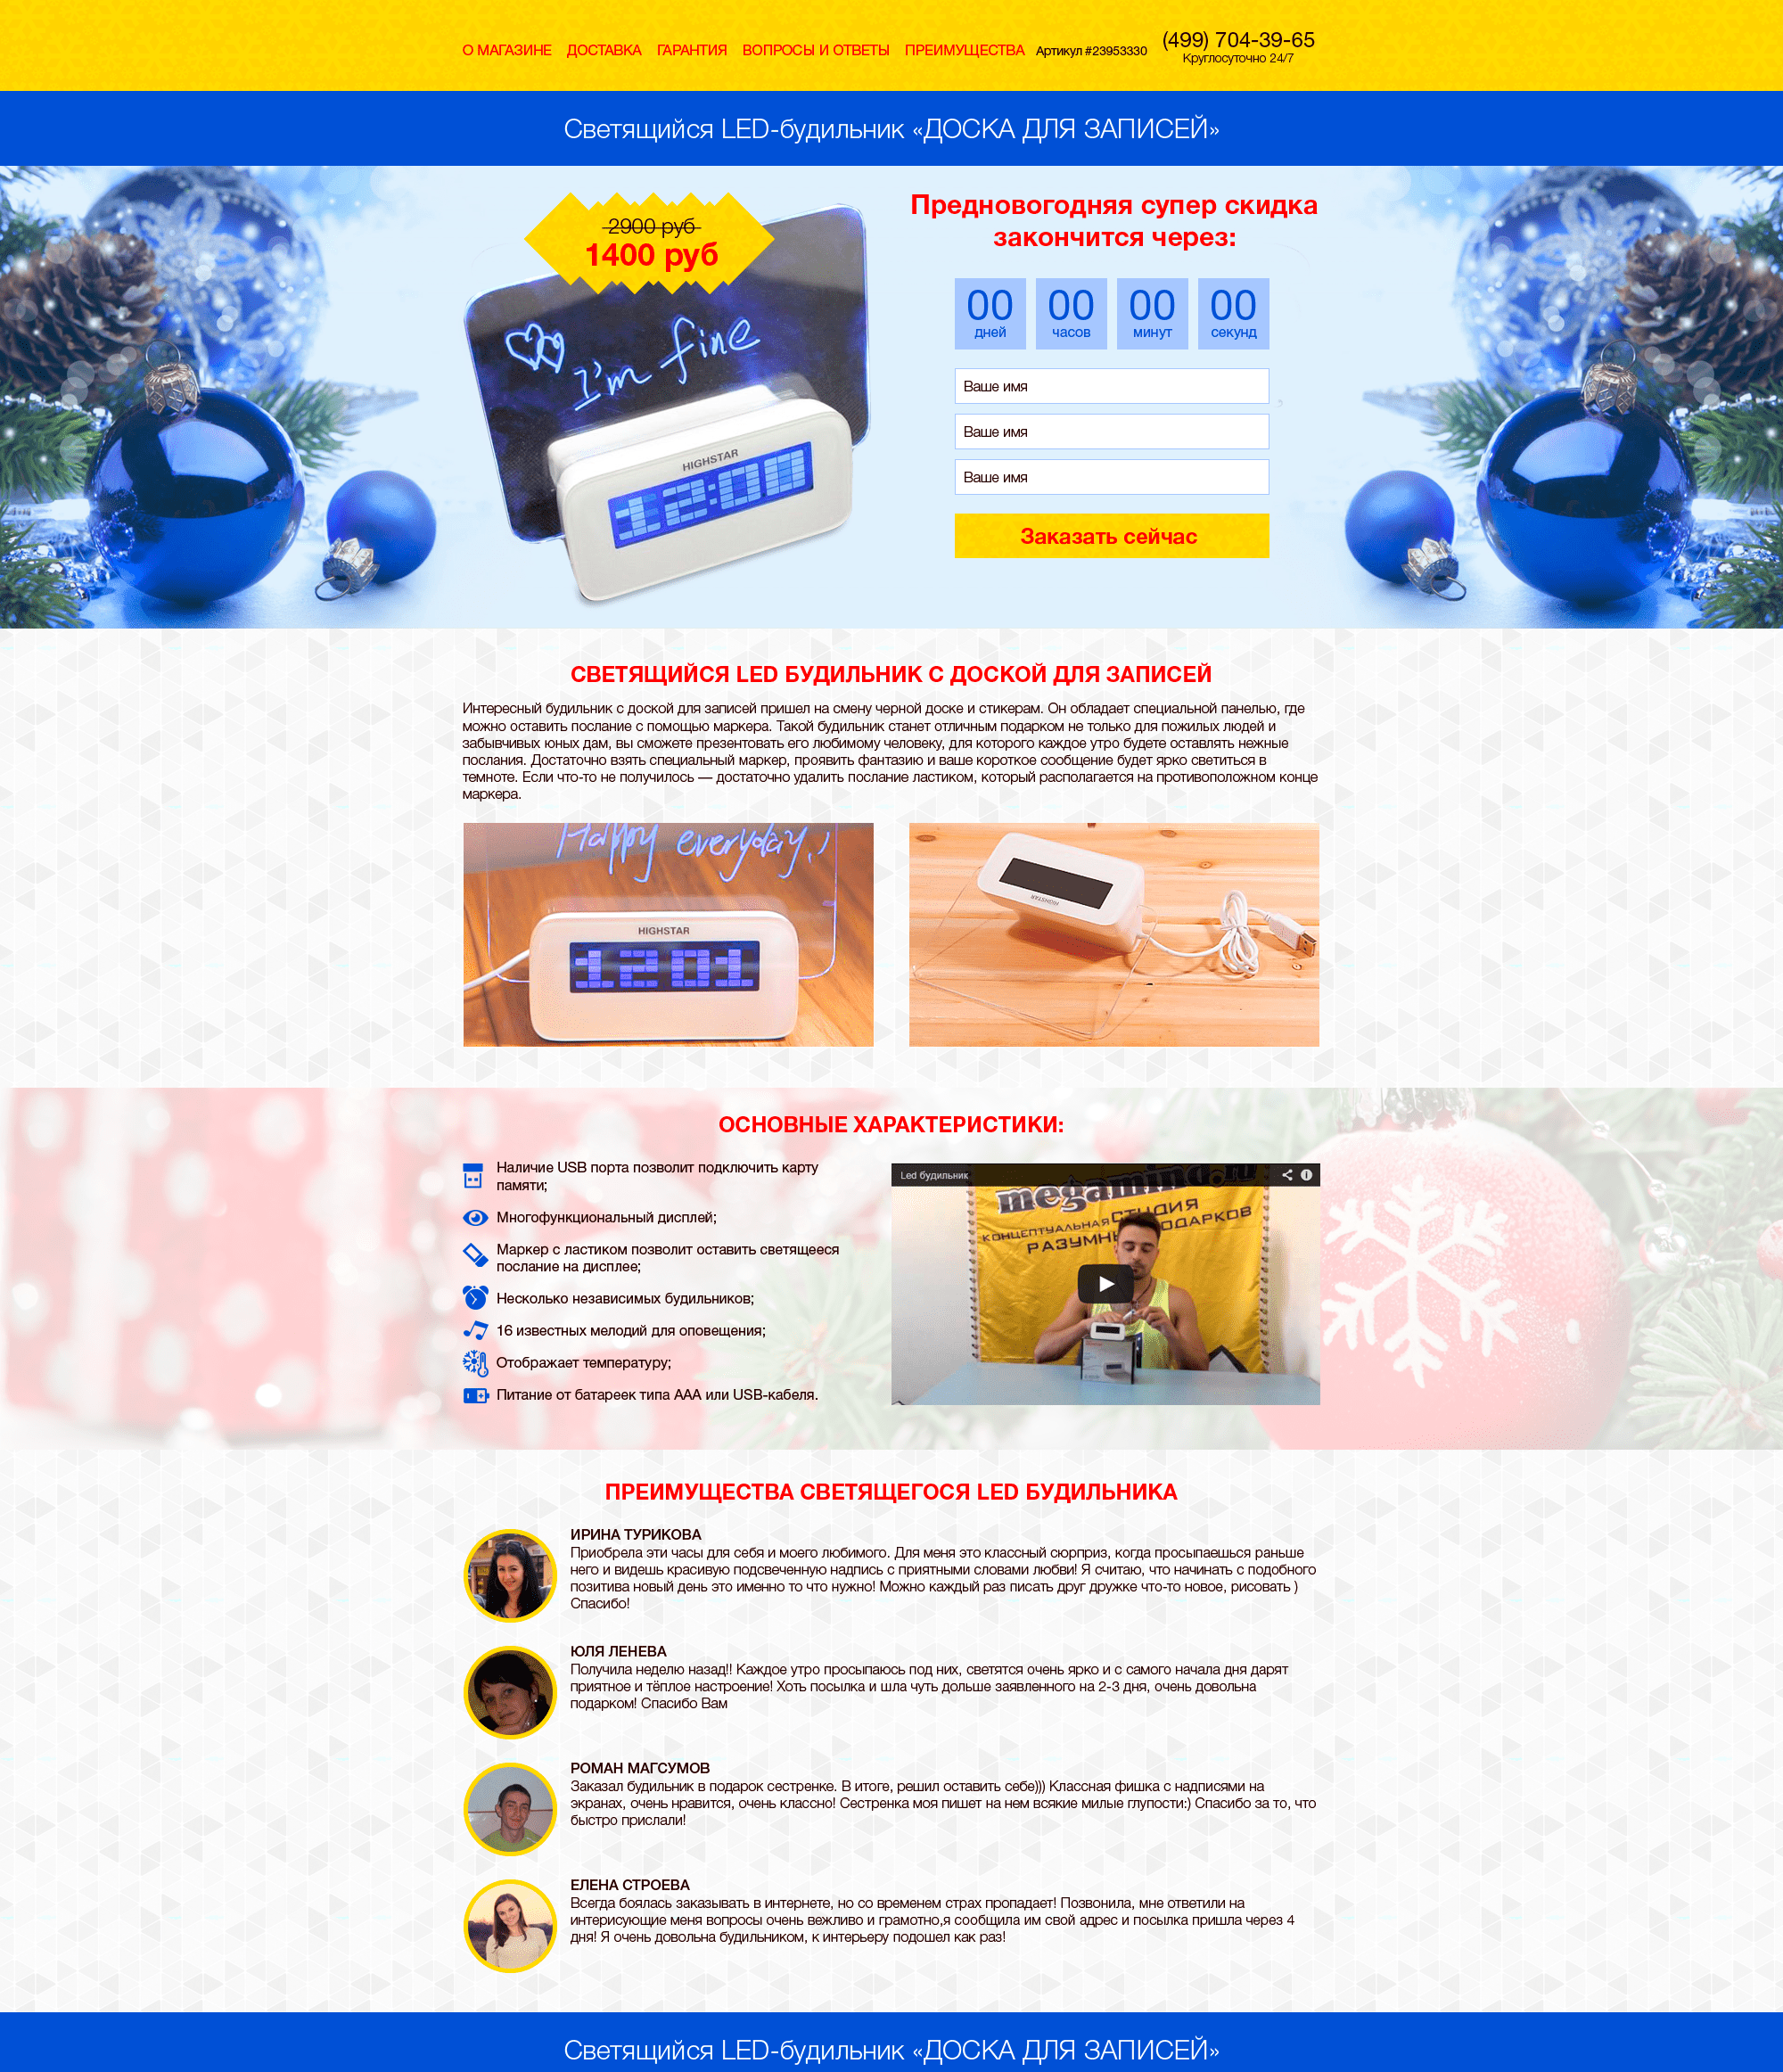 О МАГАЗИНЕ ДОСТАВКА ГАРАНТИЯ ВОПРОСЫ И ОТВЕТЫ ПРЕИМУЩЕСТВА Артикул #23953330 (499) 704-39-65
Круглосуточно 24/7
Светящийся LED-будильник «ДОСКА ДЛЯ ЗАПИСЕЙ»
2900 руб
1400 руб
I'm fine
HIGHSTAR
12:00
Предновогодняя супер скидка
закончится через:
00 00 00 00
дней часов минут секунд
Ваше имя
Ваше имя
Ваше имя
Заказать сейчас
СВЕТЯЩИЙСЯ LED БУДИЛЬНИК С ДОСКОЙ ДЛЯ ЗАПИСЕЙ
Интересный будильник с доской для записей пришел на смену черной доске и стикерам. Он обладает специальной панелью, где
можно оставить послание с помощью маркера. Такой будильник станет отличным подарком не только для пожилых людей и
забывчивых юных дам, вы сможете презентовать его любимому человеку, для которого каждое утро будете оставлять нежные
послания. Достаточно взять специальный маркер, проявить фантазию и ваше короткое сообщение будет ярко светиться в
темноте. Если что-то не получилось — достаточно удалить послание ластиком, который располагается на противоположном конце
маркера.
Happy everyday,:)
HIGHSTAR
12 01
HIGHSTAR
ОСНОВНЫЕ ХАРАКТЕРИСТИКИ:
Наличие USB порта позволит подключить карту
памяти;
Многофункциональный дисплей;
Маркер с ластиком позволит оставить светящееся
послание на дисплее;
Несколько независимых будильников;
16 известных мелодий для оповещения;
Отображает температуру;
Питание от батареек типа ААА или USB-кабеля.
Led будильник
megamind.ru
КОНЦЕПТУАЛЬНАЯ СТУДИЯ
РАЗУМНЫХ ПОДАРКОВ
ПРЕИМУЩЕСТВА СВЕТЯЩЕГОСЯ LED БУДИЛЬНИКА
ИРИНА ТУРИКОВА
Приобрела эти часы для себя и моего любимого. Для меня это классный сюрприз, когда просыпаешься раньше
него и видешь красивую подсвеченную надпись с приятными словами любви! Я считаю, что начинать с подобного
позитива новый день это именно то что нужно! Можно каждый раз писать друг дружке что-то новое, рисовать )
Спасибо!
ЮЛЯ ЛЕНЕВА
Получила неделю назад!! Каждое утро просыпаюсь под них, светятся очень ярко и с самого начала дня дарят
приятное и тёплое настроение! Хоть посылка и шла чуть дольше заявленного на 2-3 дня, очень довольна
подарком! Спасибо Вам
РОМАН МАГСУМОВ
Заказал будильник в подарок сестренке. В итоге, решил оставить себе))) Классная фишка с надписями на
экранах, очень нравится, очень классно! Сестренка моя пишет на нем всякие милые глупости:) Спасибо за то, что
быстро прислали!
ЕЛЕНА СТРОЕВА
Всегда боялась заказывать в интернете, но со временем страх пропадает! Позвонила, мне ответили на
интерисующие меня вопросы очень вежливо и грамотно,я сообщила им свой адрес и посылка пришла через 4
дня! Я очень довольна будильником, к интерьеру подошел как раз!
Светящийся LED-будильник «ДОСКА ДЛЯ ЗАПИСЕЙ»